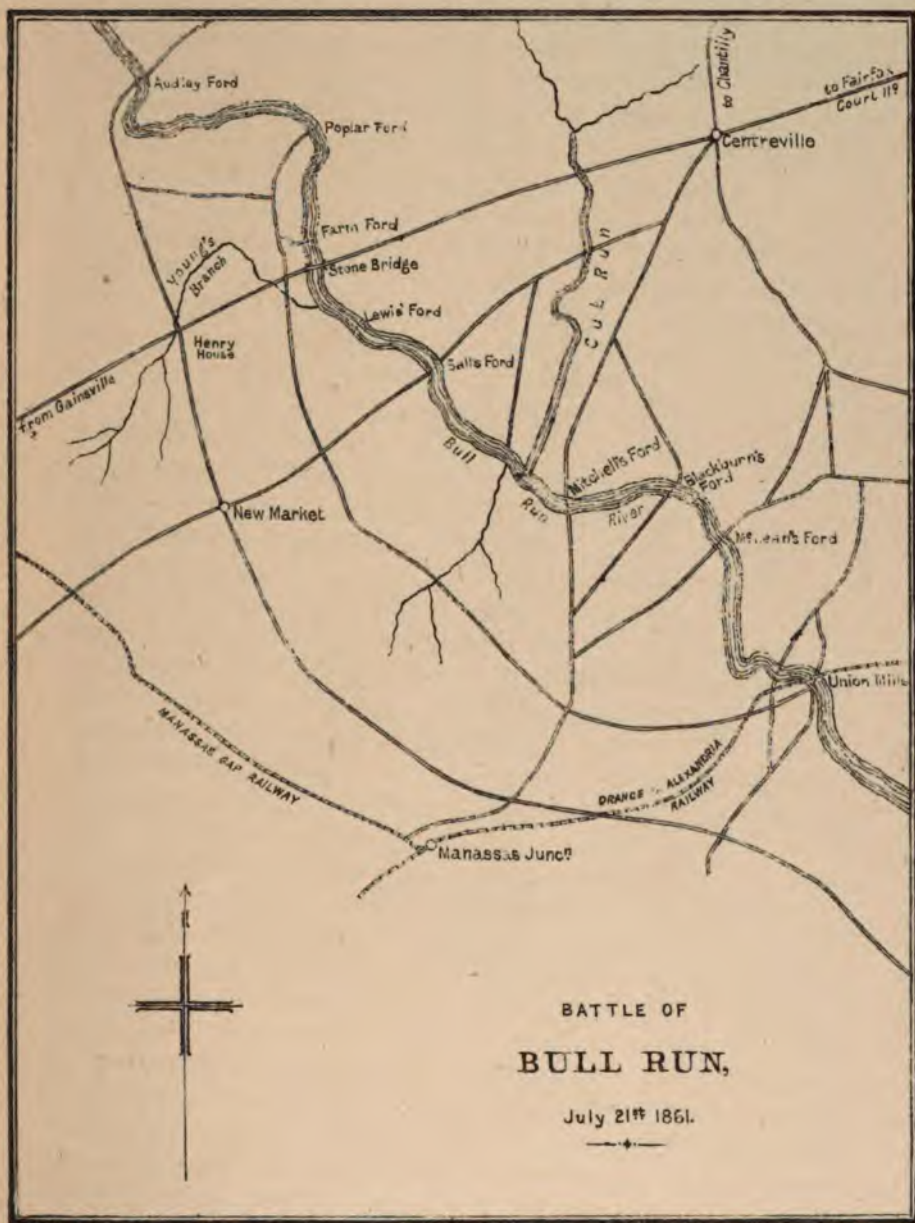 to Chantilly
to Fairfax
Court Hº
Audley Ford
Poplar Ford
Centreville
Farm Ford
Young's
Branch
Stone Bridge
Cub Run
Lewis' Ford
Henry
House
Ball's Ford
from Gainsville
Bull Run River
Mitchell's Ford
Blackburn's
Ford
New Market
McLean's Ford
Union Mills
MANASSAS GAP RAILWAY
ORANGE & ALEXANDRIA
RAILWAY
Manassas Juncn
BATTLE OF
BULL RUN,
July 21st 1861.